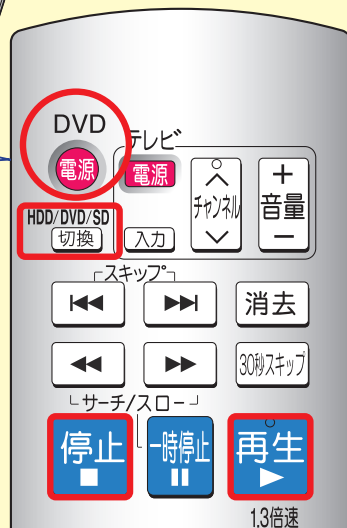 DVD
テレビ
電源
電源
チャンネル
+
音量
−
HDD/DVD/SD
切換
入力
スキップ
消去
30秒スキップ
サーチ/スロー
停止
一時停止
再生
1.3倍速